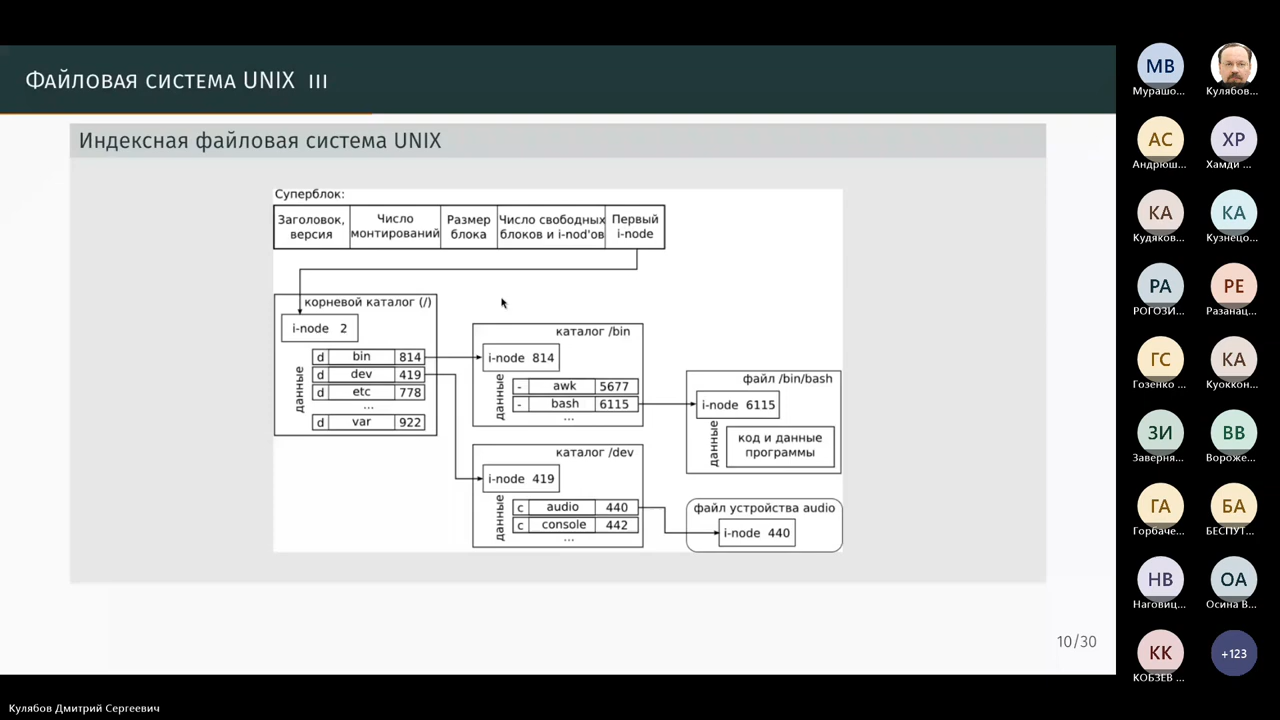 Файловая система UNIX III
Индексная файловая система UNIX
Суперблок:
Заголовок,
версия
Число
монтирований
Размер
блока
Число свободных
блоков и i-nod'ов
Первый
i-node
корневой каталог (/)
i-node 2
данные
d bin 814
d dev 419
d etc 778
...
d var 922
каталог /bin
i-node 814
данные
- awk 5677
- bash 6115
...
файл /bin/bash
i-node 6115
данные
код и данные
программы
каталог /dev
i-node 419
данные
c audio 440
c console 442
...
файл устройства audio
i-node 440
10/30
МВ
Мурашо...
Кулябов...
АС
Андрюш...
ХР
Хамди ...
КА
Кудяков...
КА
Кузнецо...
РА
РОГОЗИ...
РЕ
Разанац...
ГС
Гозенко ...
КА
Куоккон...
ЗИ
Заверня...
ВВ
Вороже...
ГА
Горбаче...
БА
БЕСПУТ...
НВ
Наговиц...
ОА
Осина В...
КК
КОБЗЕВ ...
+123
Кулябов Дмитрий Сергеевич